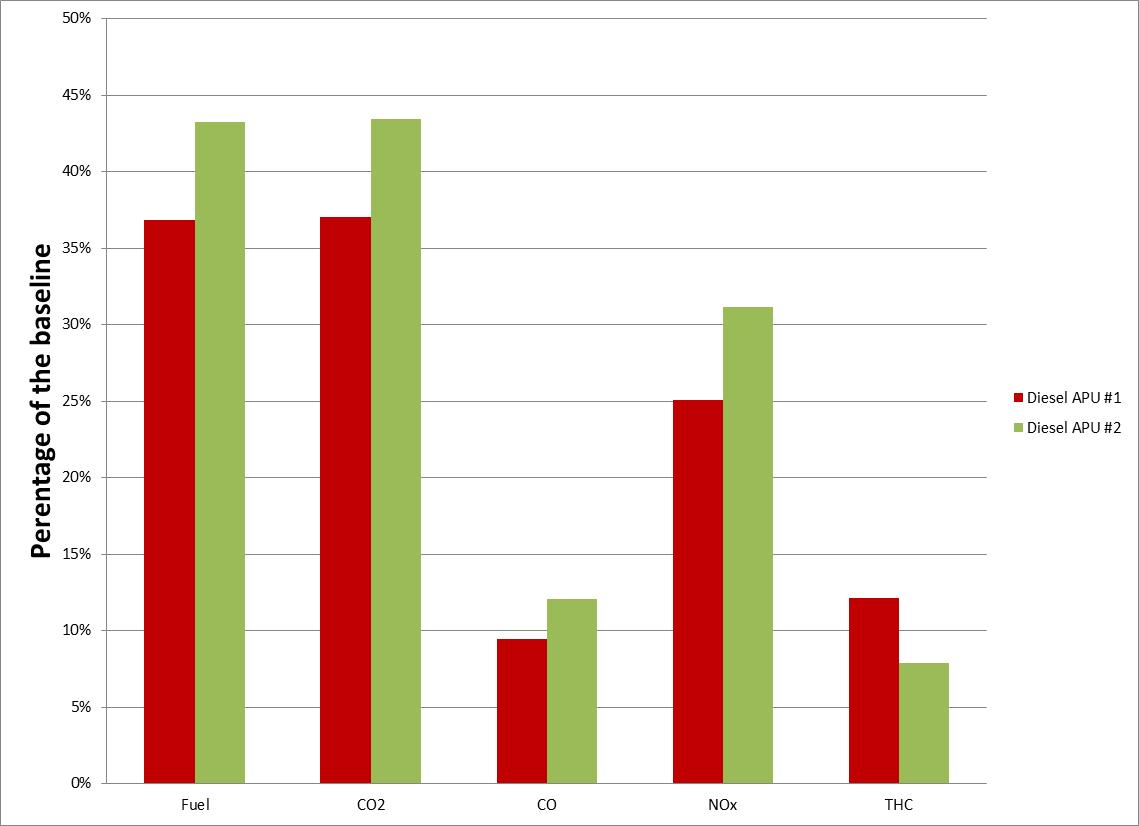 50%
45%
40%
35%
30%
25%
20%
15%
10%
5%
0%
Perentage of the baseline
Fuel CO2 CO NOx THC
Diesel APU #1
Diesel APU #2